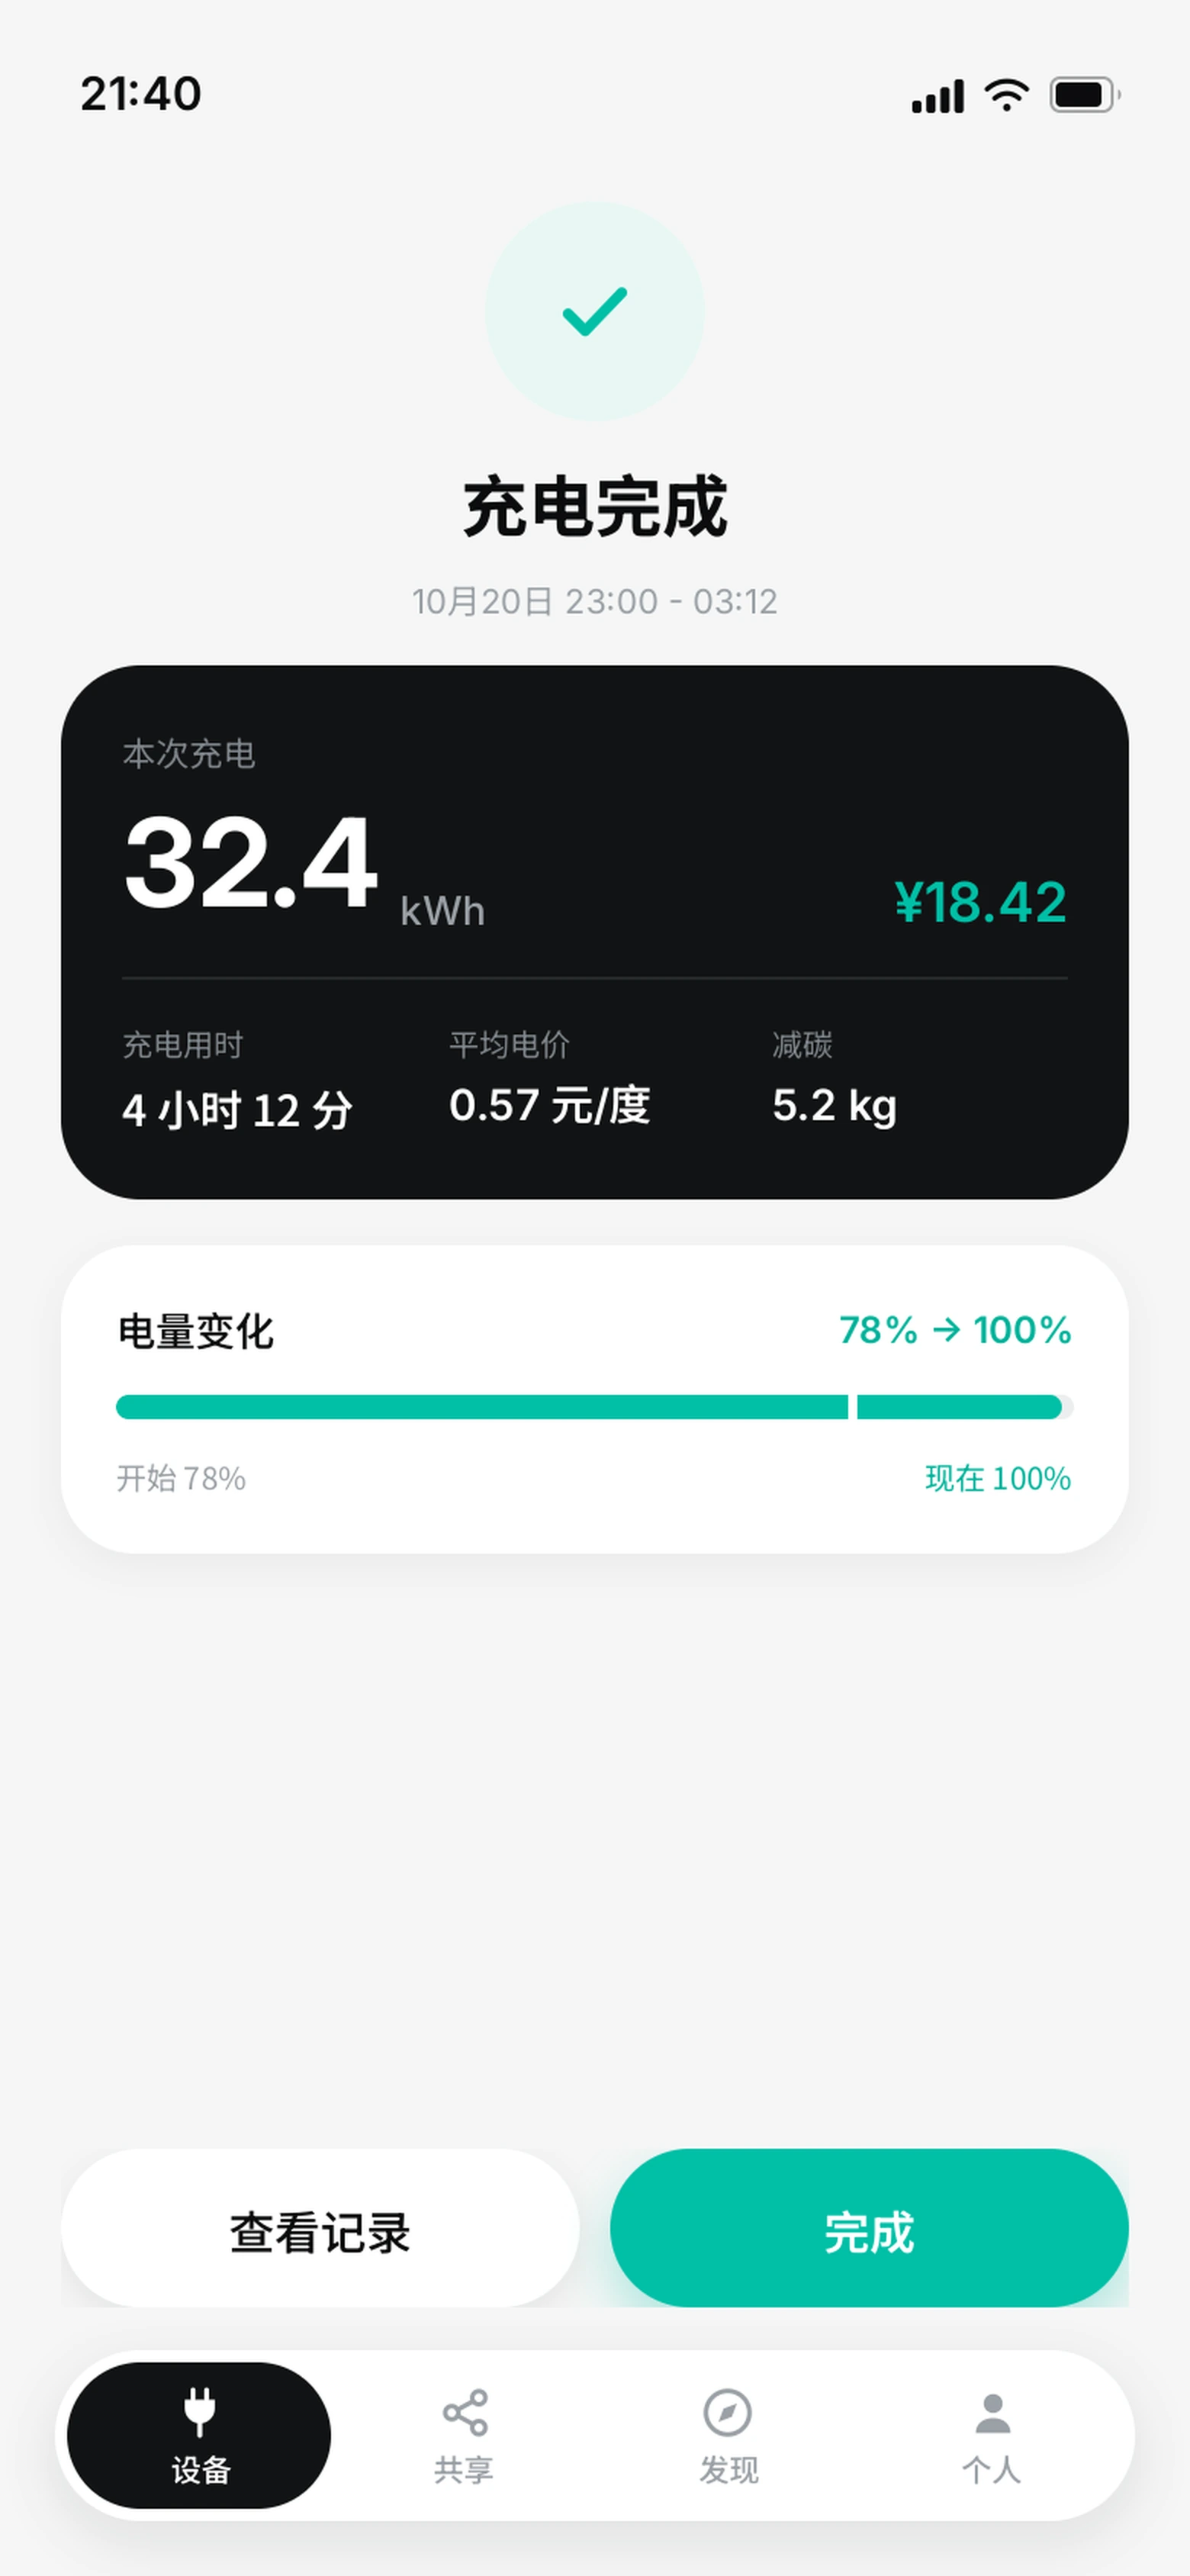 21:40
充电完成
10月20日 23:00 - 03:12
本次充电
32.4 kWh
¥18.42
充电用时 平均电价 减碳
4 小时 12 分 0.57 元/度 5.2 kg
电量变化 78% → 100%
开始 78% 现在 100%
查看记录 完成
设备 共享 发现 个人